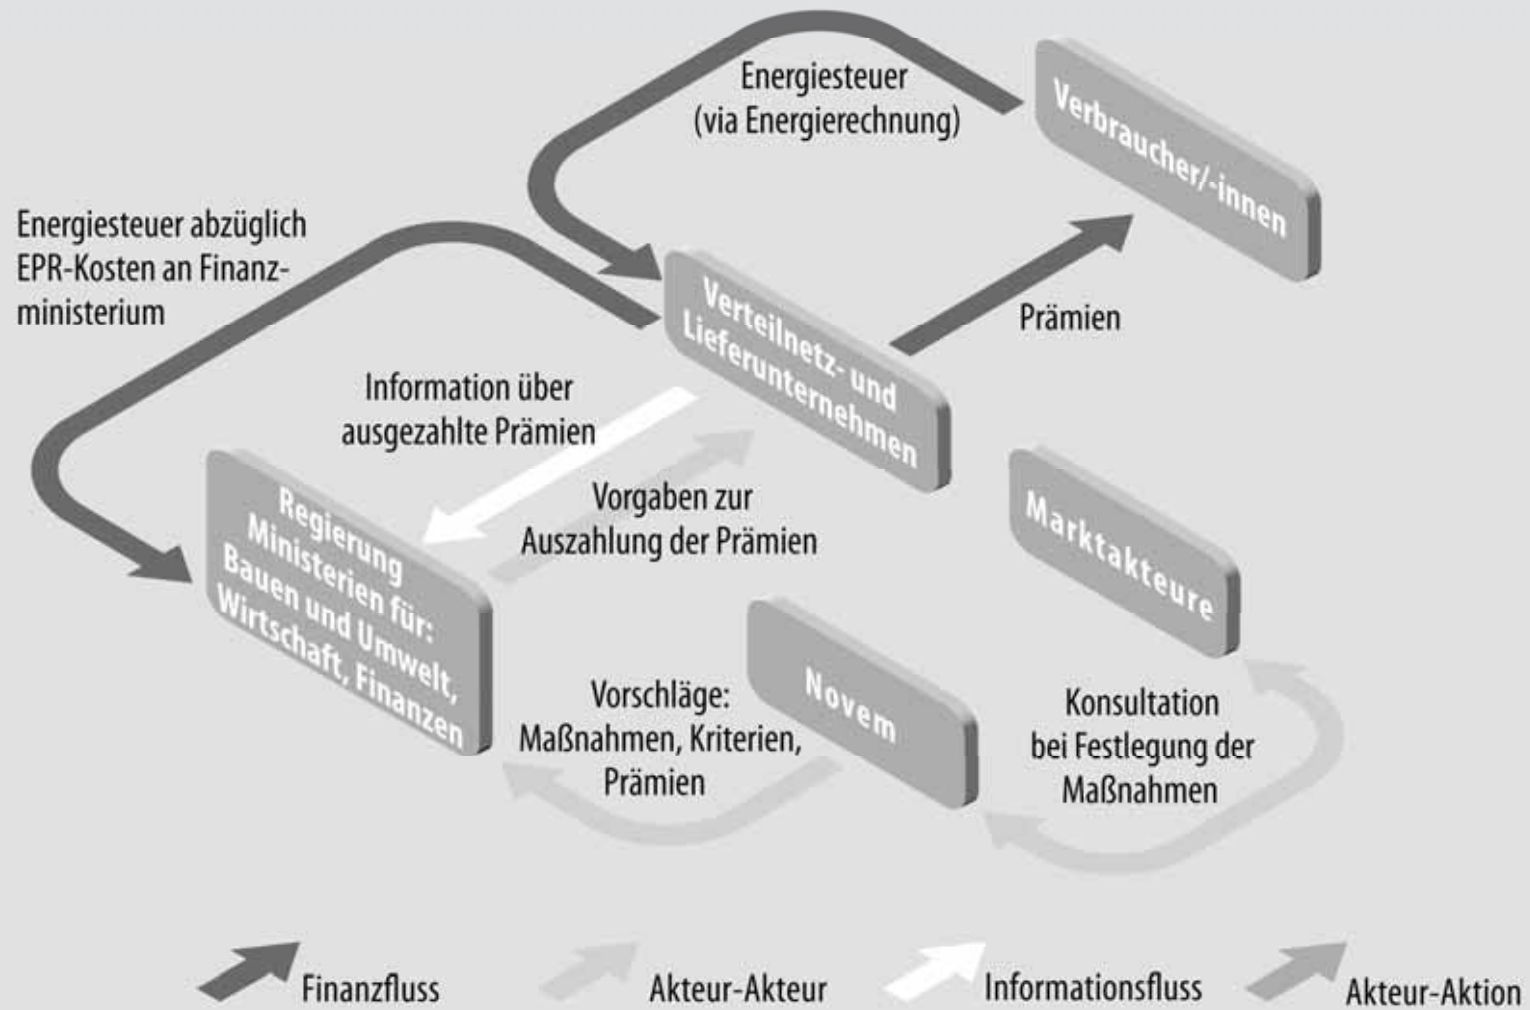 Energiesteuer
(via Energierechnung)
Verbraucher/-innen
Energiesteuer abzüglich
EPR-Kosten an Finanz-
ministerium
Verteilnetz- und
Lieferunternehmen
Prämien
Information über
ausgezahlte Prämien
Vorgaben zur
Auszahlung der Prämien
Regierung
Ministerien für:
Bauen und Umwelt,
Wirtschaft, Finanzen
Marktakteure
Novem
Vorschläge:
Maßnahmen, Kriterien,
Prämien
Konsultation
bei Festlegung der
Maßnahmen
Finanzfluss
Akteur-Akteur
Informationsfluss
Akteur-Aktion